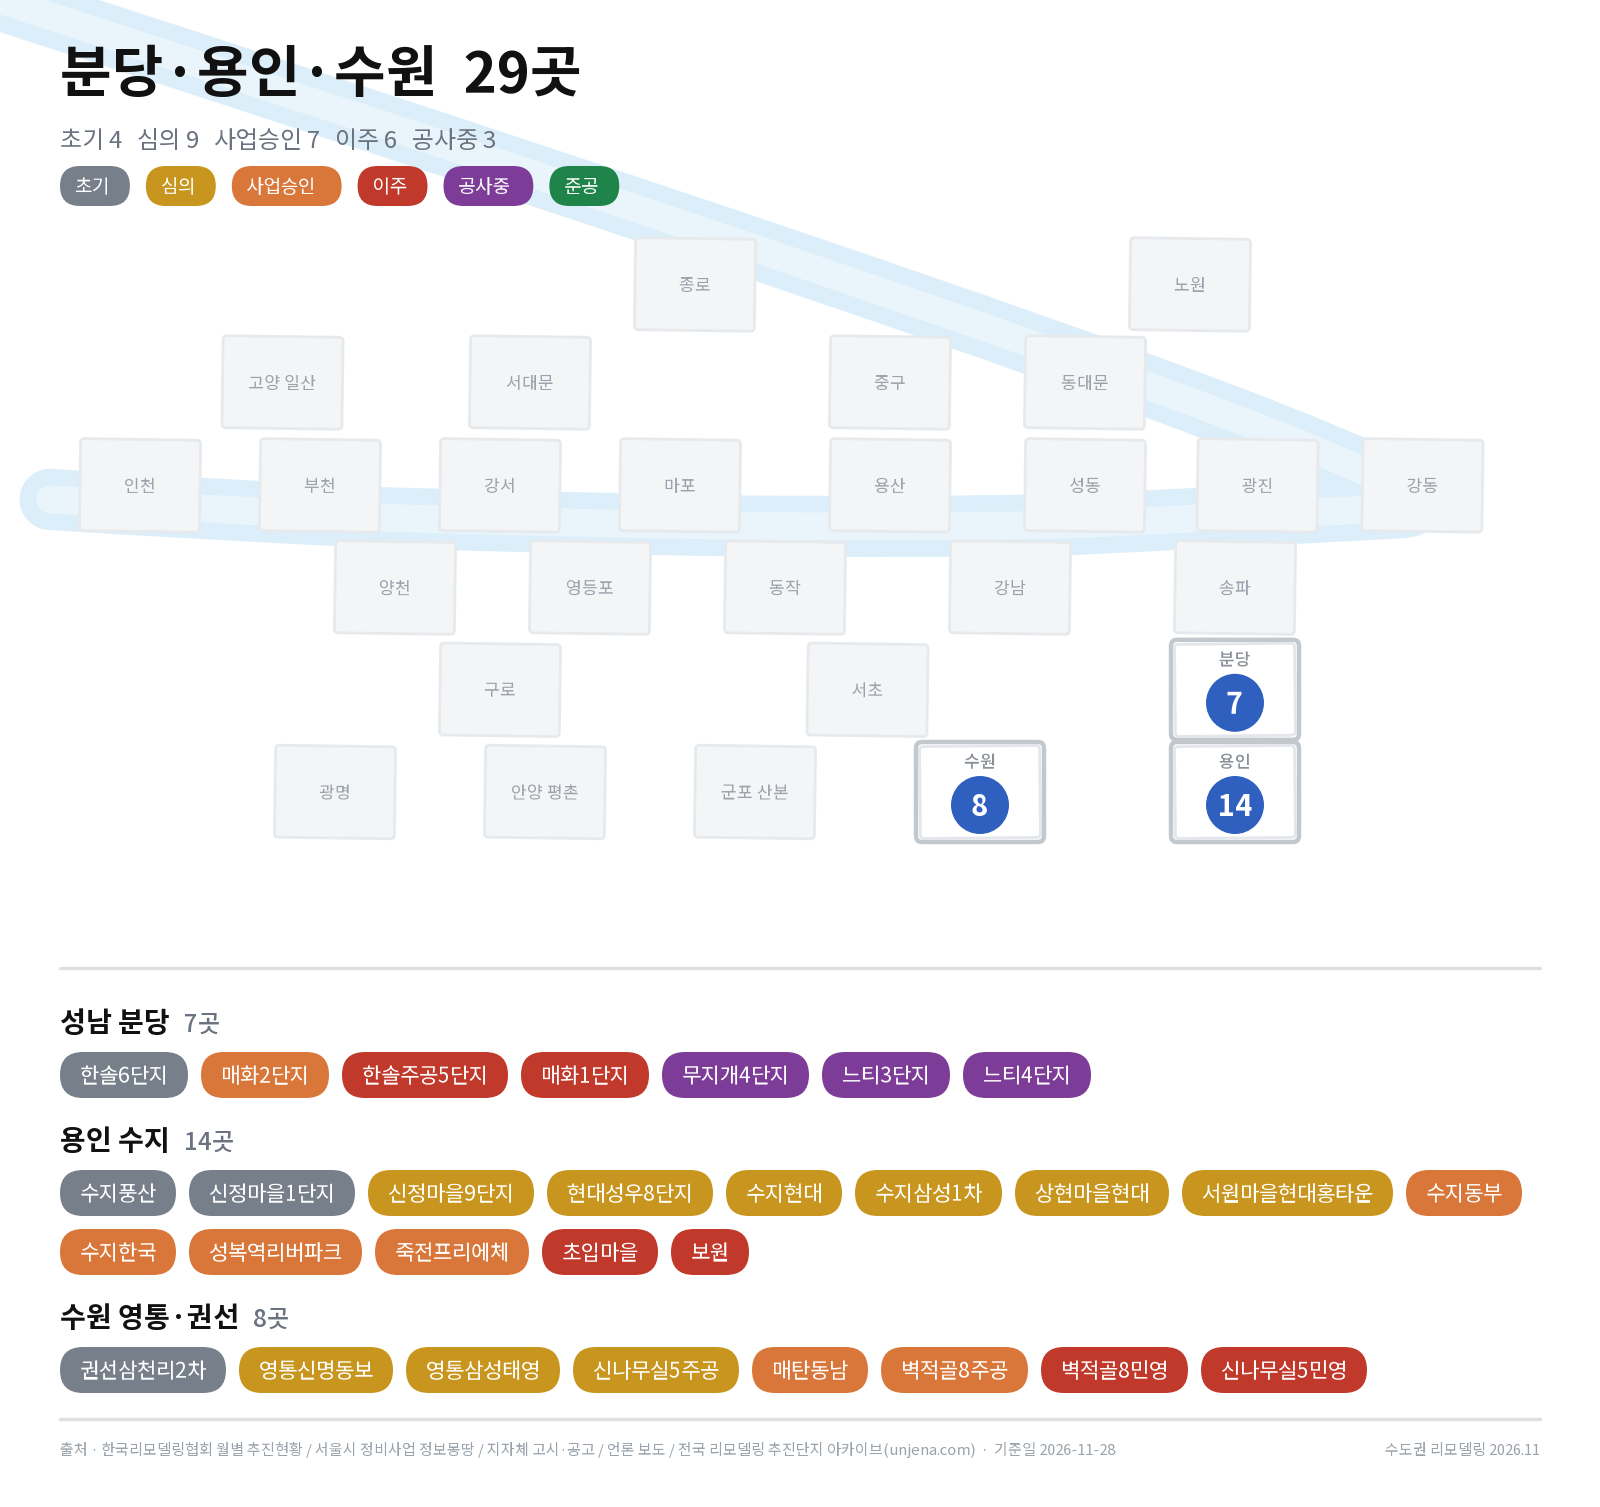 분당·용인·수원 29곳
초기 4 심의 9 사업승인 7 이주 6 공사중 3
초기 심의 사업승인 이주 공사중 준공
종로 노원
고양 일산 서대문 중구 동대문
인천 부천 강서 마포 용산 성동 광진 강동
양천 영등포 동작 강남 송파
구로 서초
분당
7
광명 안양 평촌 군포 산본
수원
8
용인
14
성남 분당 7곳
한솔6단지 매화2단지 한솔주공5단지 매화1단지 무지개4단지 느티3단지 느티4단지
용인 수지 14곳
수지풍산 신정마을1단지 신정마을9단지 현대성우8단지 수지현대 수지삼성1차 상현마을현대 서원마을현대홍타운 수지동부
수지한국 성복역리버파크 죽전프리에체 초입마을 보원
수원 영통·권선 8곳
권선삼천리2차 영통신명동보 영통삼성태영 신나무실5주공 매탄동남 벽적골8주공 벽적골8민영 신나무실5민영
출처 · 한국리모델링협회 월별 추진현황 / 서울시 정비사업 정보몽땅 / 지자체 고시·공고 / 언론 보도 / 전국 리모델링 추진단지 아카이브(unjena.com) · 기준일 2026-11-28
수도권 리모델링 2026.11